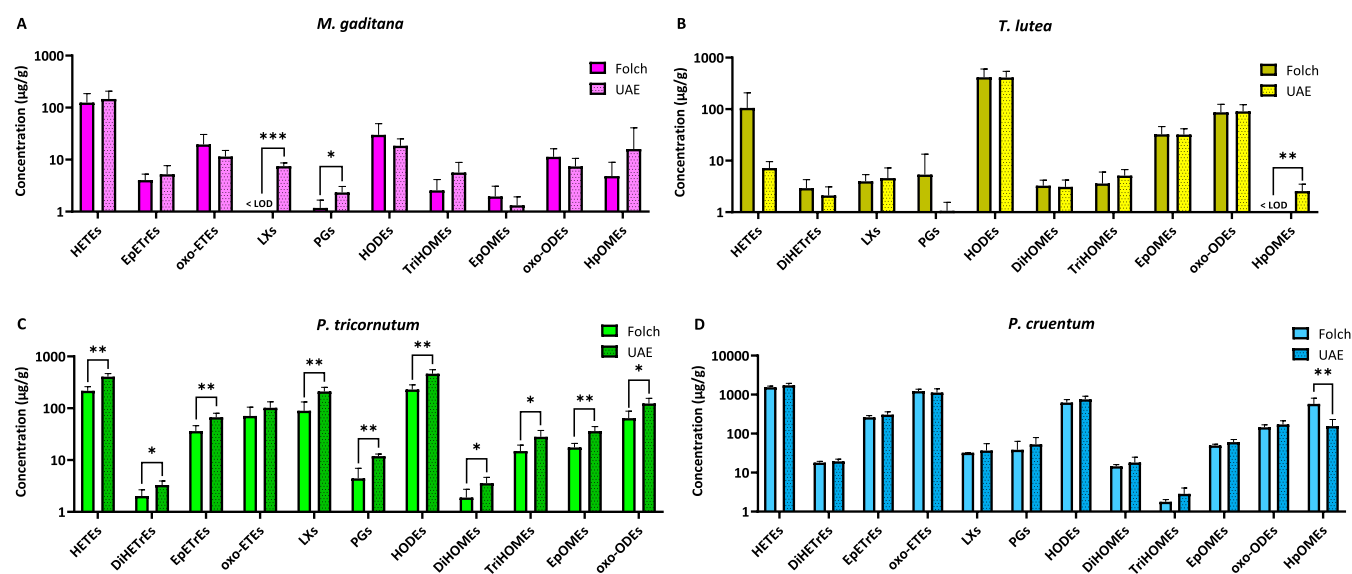 A
M. gaditana
Concentration (µg/g)
1000
100
10
1
Folch
UAE
***
*
< LOD
HETEs
EpETrEs
oxo-ETEs
LXs
PGs
HODEs
TriHOMEs
EpOMEs
oxo-ODEs
HpOMEs
B
T. lutea
Concentration (µg/g)
1000
100
10
1
Folch
UAE
**
< LOD
HETEs
DiHETrEs
LXs
PGs
HODEs
DiHOMEs
TriHOMEs
EpOMEs
oxo-ODEs
HpOMEs
C
P. tricornutum
Concentration (µg/g)
1000
100
10
1
Folch
UAE
**
*
**
**
**
**
*
*
**
*
HETEs
DiHETrEs
EpETrEs
oxo-ETEs
LXs
PGs
HODEs
DiHOMEs
TriHOMEs
EpOMEs
oxo-ODEs
D
P. cruentum
Concentration (µg/g)
10000
1000
100
10
1
Folch
UAE
**
HETEs
DiHETrEs
EpETrEs
oxo-ETEs
LXs
PGs
HODEs
DiHOMEs
TriHOMEs
EpOMEs
oxo-ODEs
HpOMEs